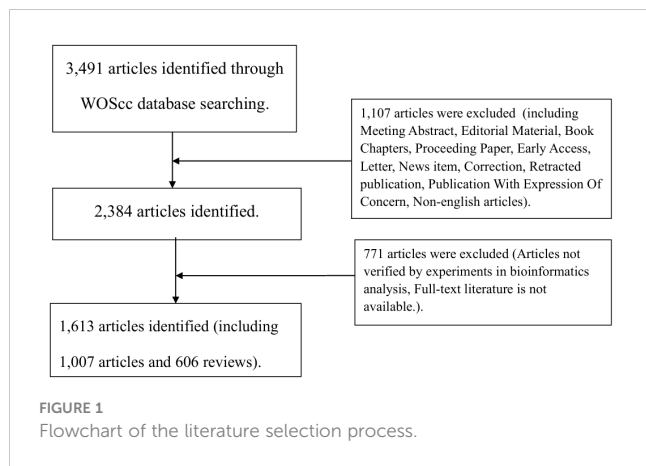 3,491 articles identified through
WOScc database searching.
1,107 articles were excluded (including
Meeting Abstract, Editorial Material, Book
Chapters, Proceeding Paper, Early Access,
Letter, News item, Correction, Retracted
publication, Publication With Expression Of
Concern, Non-english articles).
2,384 articles identified.
771 articles were excluded (Articles not
verified by experiments in bioinformatics
analysis, Full-text literature is not
available.).
1,613 articles identified (including
1,007 articles and 606 reviews).
FIGURE 1
Flowchart of the literature selection process.